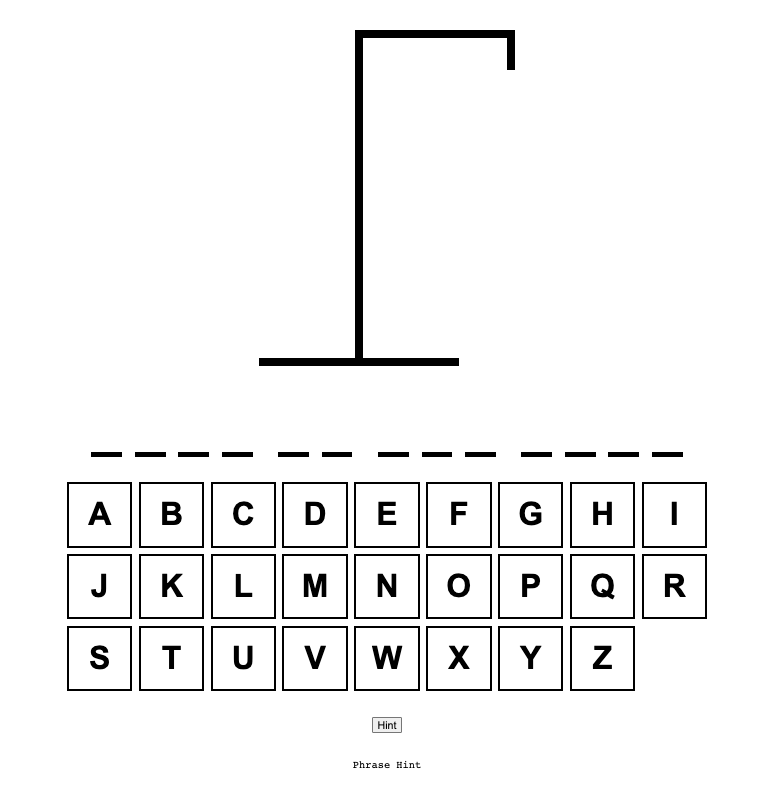 A B C D E F G H I
J K L M N O P Q R
S T U V W X Y Z
Hint
Phrase Hint